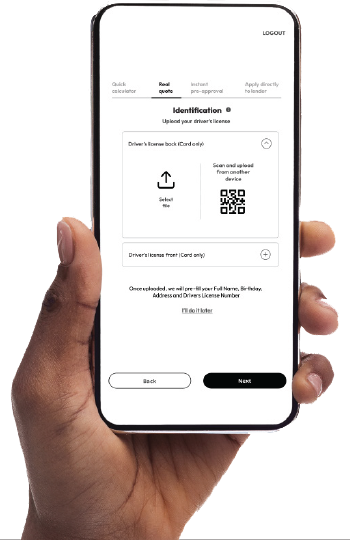 LOGOUT
Quick Real Instant Apply directly
calculator quote pre-approval to lender
Identification
Upload your driver's license
Driver's license back (Card only)
Scan and upload
from another
device
Select
file
Driver's license front (Card only)
Once uploaded, we will pre-fill your Full Name, Birthday,
Address and Drivers License Number
I'll do it later
Back Next